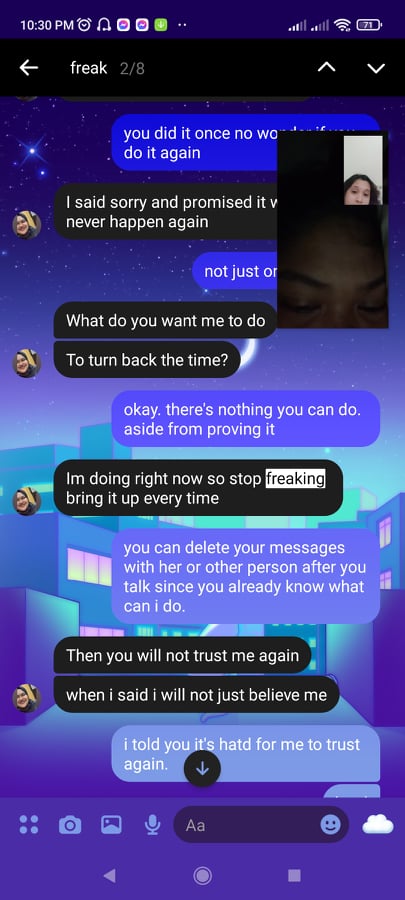 10:30 PM
71
freak 2/8
you did it once no wonder if you
do it again
I said sorry and promised it
never happen again
not just
What do you want me to do
To turn back the time?
okay. there's nothing you can do.
aside from proving it
Im doing right now so stop freaking
bring it up every time
you can delete your messages
with her or other person after you
talk since you already know what
can i do.
Then you will not trust me again
when i said i will not just believe me
i told you it's hatd for me to trust
again.
Aa